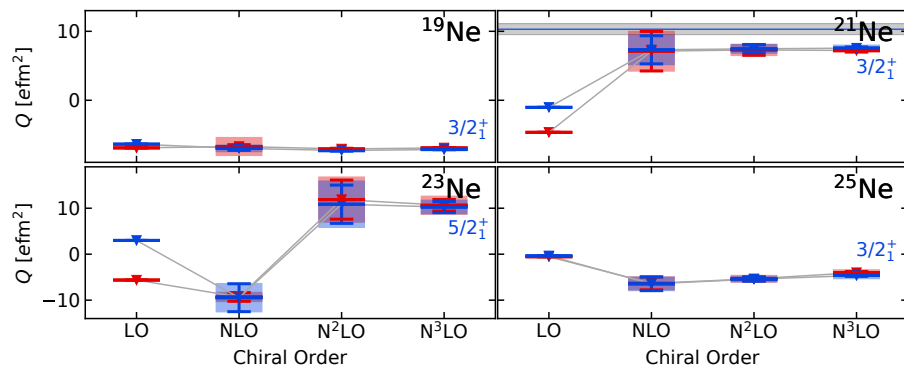 ¹⁹Ne
²¹Ne
Q [efm²]
10
0
3/2₁⁺
3/2₁⁺
²³Ne
²⁵Ne
Q [efm²]
10
0
−10
5/2₁⁺
3/2₁⁺
LO NLO N²LO N³LO
LO NLO N²LO N³LO
Chiral Order
Chiral Order